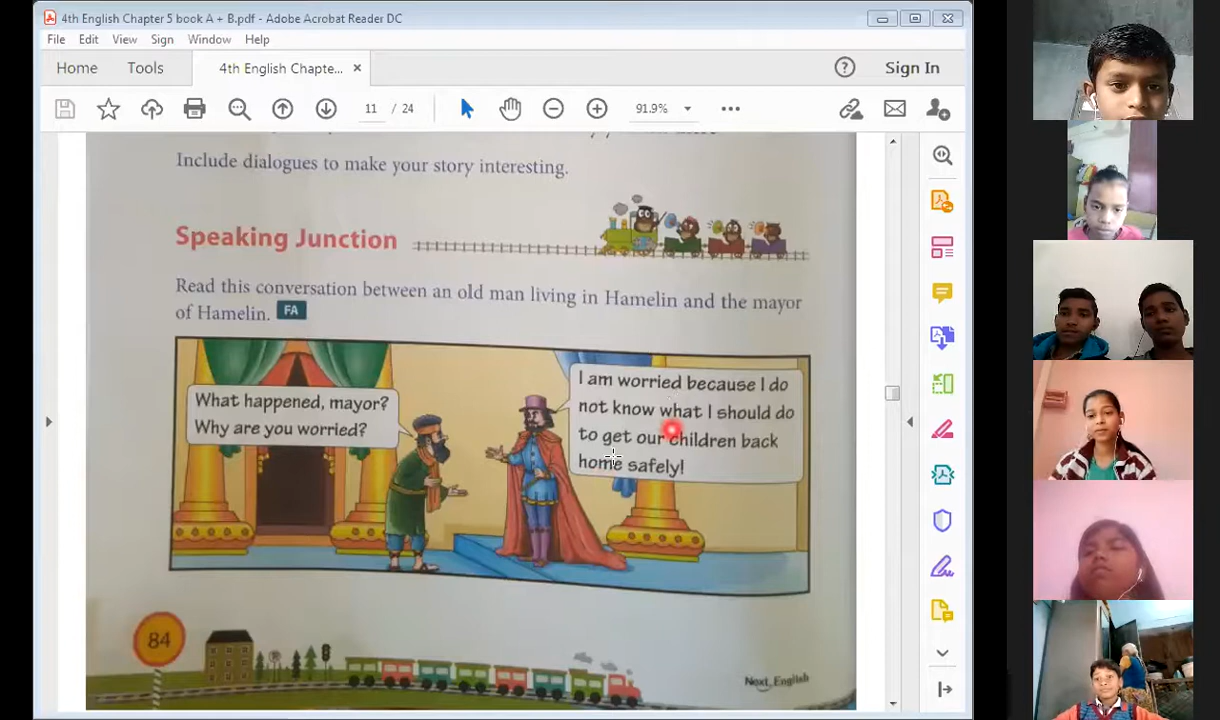 4th English Chapter 5 book A + B.pdf - Adobe Acrobat Reader DC
File Edit View Sign Window Help
Home Tools 4th English Chapte... × Sign In
11 / 24 91.9%
Include dialogues to make your story interesting.
Speaking Junction
Read this conversation between an old man living in Hamelin and the mayor
of Hamelin. FA
What happened, mayor?
Why are you worried?
I am worried because I do
not know what I should do
to get our children back
home safely!
84
Next, English